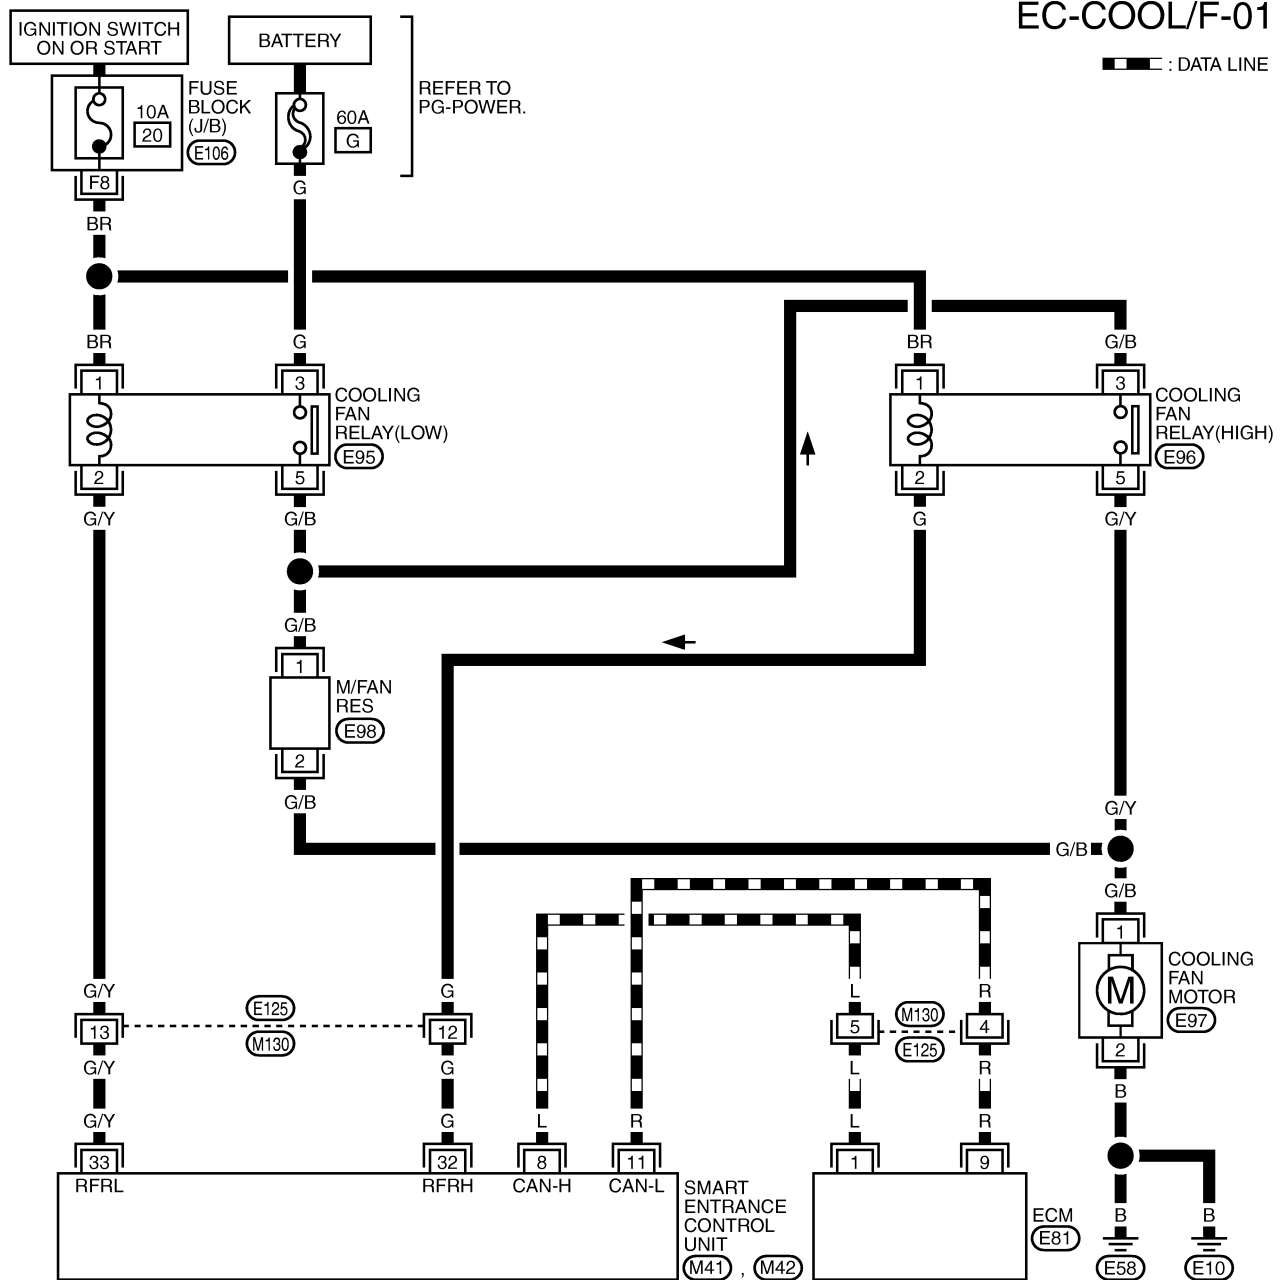 EC-COOL/F-01
: DATA LINE
IGNITION SWITCH
ON OR START
BATTERY
REFER TO
PG-POWER.
FUSE
BLOCK
(J/B)
E106
10A
20
60A
G
F8
G
BR
BR
G
BR
G/B
1
3
COOLING
FAN
RELAY(LOW)
E95
1
3
COOLING
FAN
RELAY(HIGH)
E96
2
5
2
5
G/Y
G/B
G
G/Y
G/B
1
M/FAN
RES
E98
2
G/B
G/Y
G/B
G/B
1
M
COOLING
FAN
MOTOR
E97
2
B
G/Y
G
L
R
13
E125
M130
12
5
M130
E125
4
G/Y
G
L
R
G/Y
G
L
R
L
R
33
32
8
11
1
9
RFRL
RFRH
CAN-H
CAN-L
SMART
ENTRANCE
CONTROL
UNIT
M41 , M42
ECM
E81
B
B
E58
E10